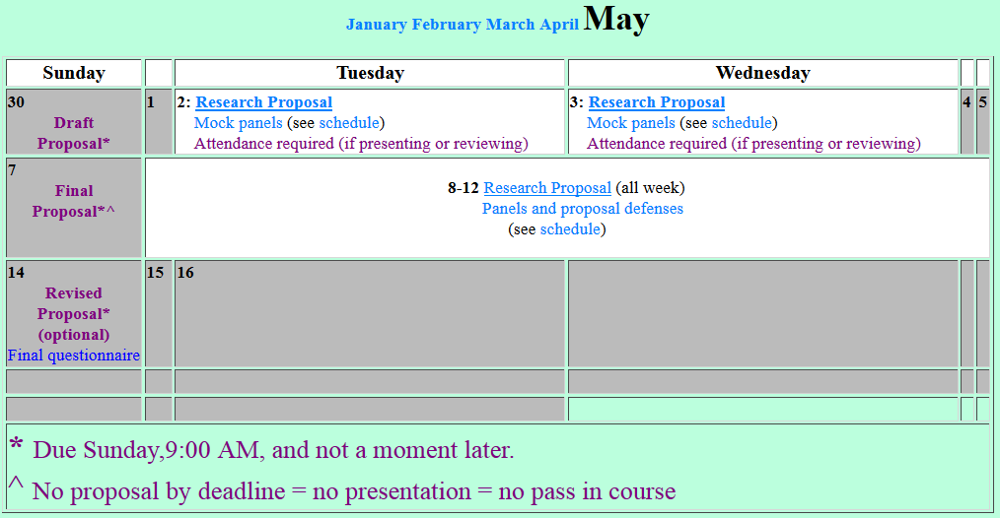 January February March April May
Sunday Tuesday Wednesday
30
Draft
Proposal*
1
2: Research Proposal
Mock panels (see schedule)
Attendance required (if presenting or reviewing)
3: Research Proposal
Mock panels (see schedule)
Attendance required (if presenting or reviewing)
4
5
7
Final
Proposal*^
8-12 Research Proposal (all week)
Panels and proposal defenses
(see schedule)
14
Revised
Proposal*
(optional)
Final questionnaire
15
16
* Due Sunday,9:00 AM, and not a moment later.
^ No proposal by deadline = no presentation = no pass in course